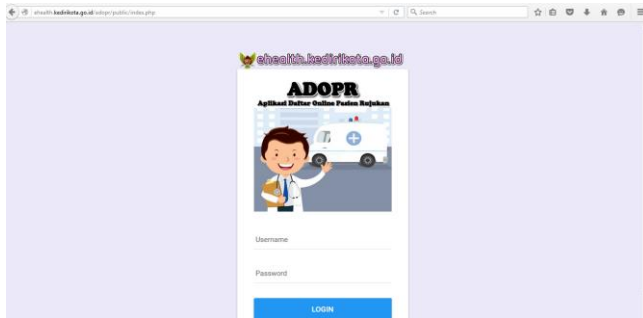 ehealth.kedirikota.go.id/adopr/public/index.php
Search
ehealth.kedirikota.go.id
ADOPR
Aplikasi Daftar Online Pasien Rujukan
Username
Password
LOGIN